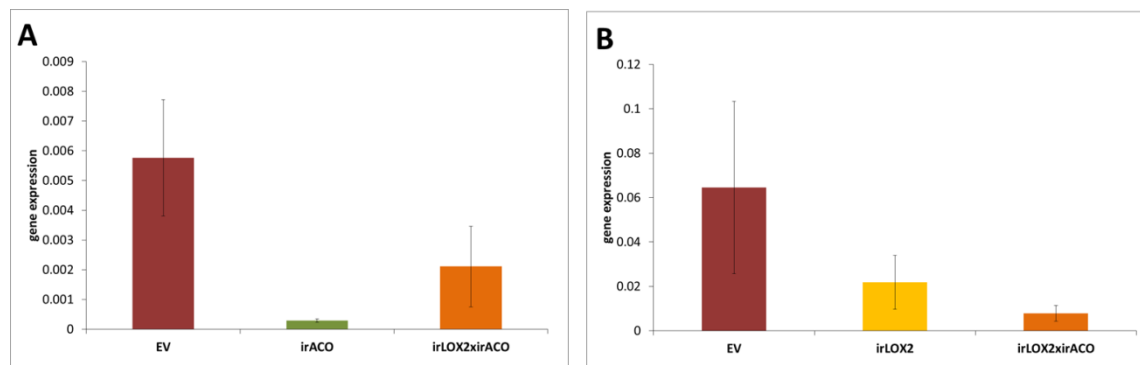 A
gene expression
0.009
0.008
0.007
0.006
0.005
0.004
0.003
0.002
0.001
0
EV irACO irLOX2xirACO
B
gene expression
0.12
0.1
0.08
0.06
0.04
0.02
0
EV irLOX2 irLOX2xirACO